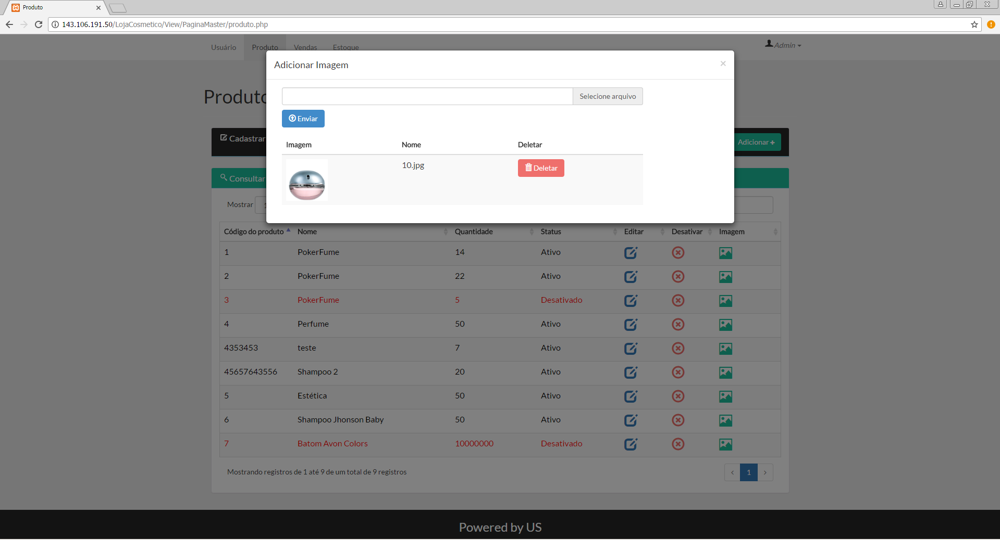 Produto
143.106.191.50/LojaCosmetico/View/PaginaMaster/produto.php
Usuário Produto Vendas Estoque Admin
Adicionar Imagem ×
Produto
Selecione arquivo
Enviar
Cadastrar Adicionar+
Imagem Nome Deletar
10.jpg Deletar
Consultar
Mostrar 1
Código do produto Nome Quantidade Status Editar Desativar Imagem
1 PokerFume 14 Ativo
2 PokerFume 22 Ativo
3 PokerFume 5 Desativado
4 Perfume 50 Ativo
4353453 teste 7 Ativo
45657643556 Shampoo 2 20 Ativo
5 Estética 50 Ativo
6 Shampoo Jhonson Baby 50 Ativo
7 Batom Avon Colors 10000000 Desativado
Mostrando registros de 1 até 9 de um total de 9 registros ‹ 1 ›
Powered by US